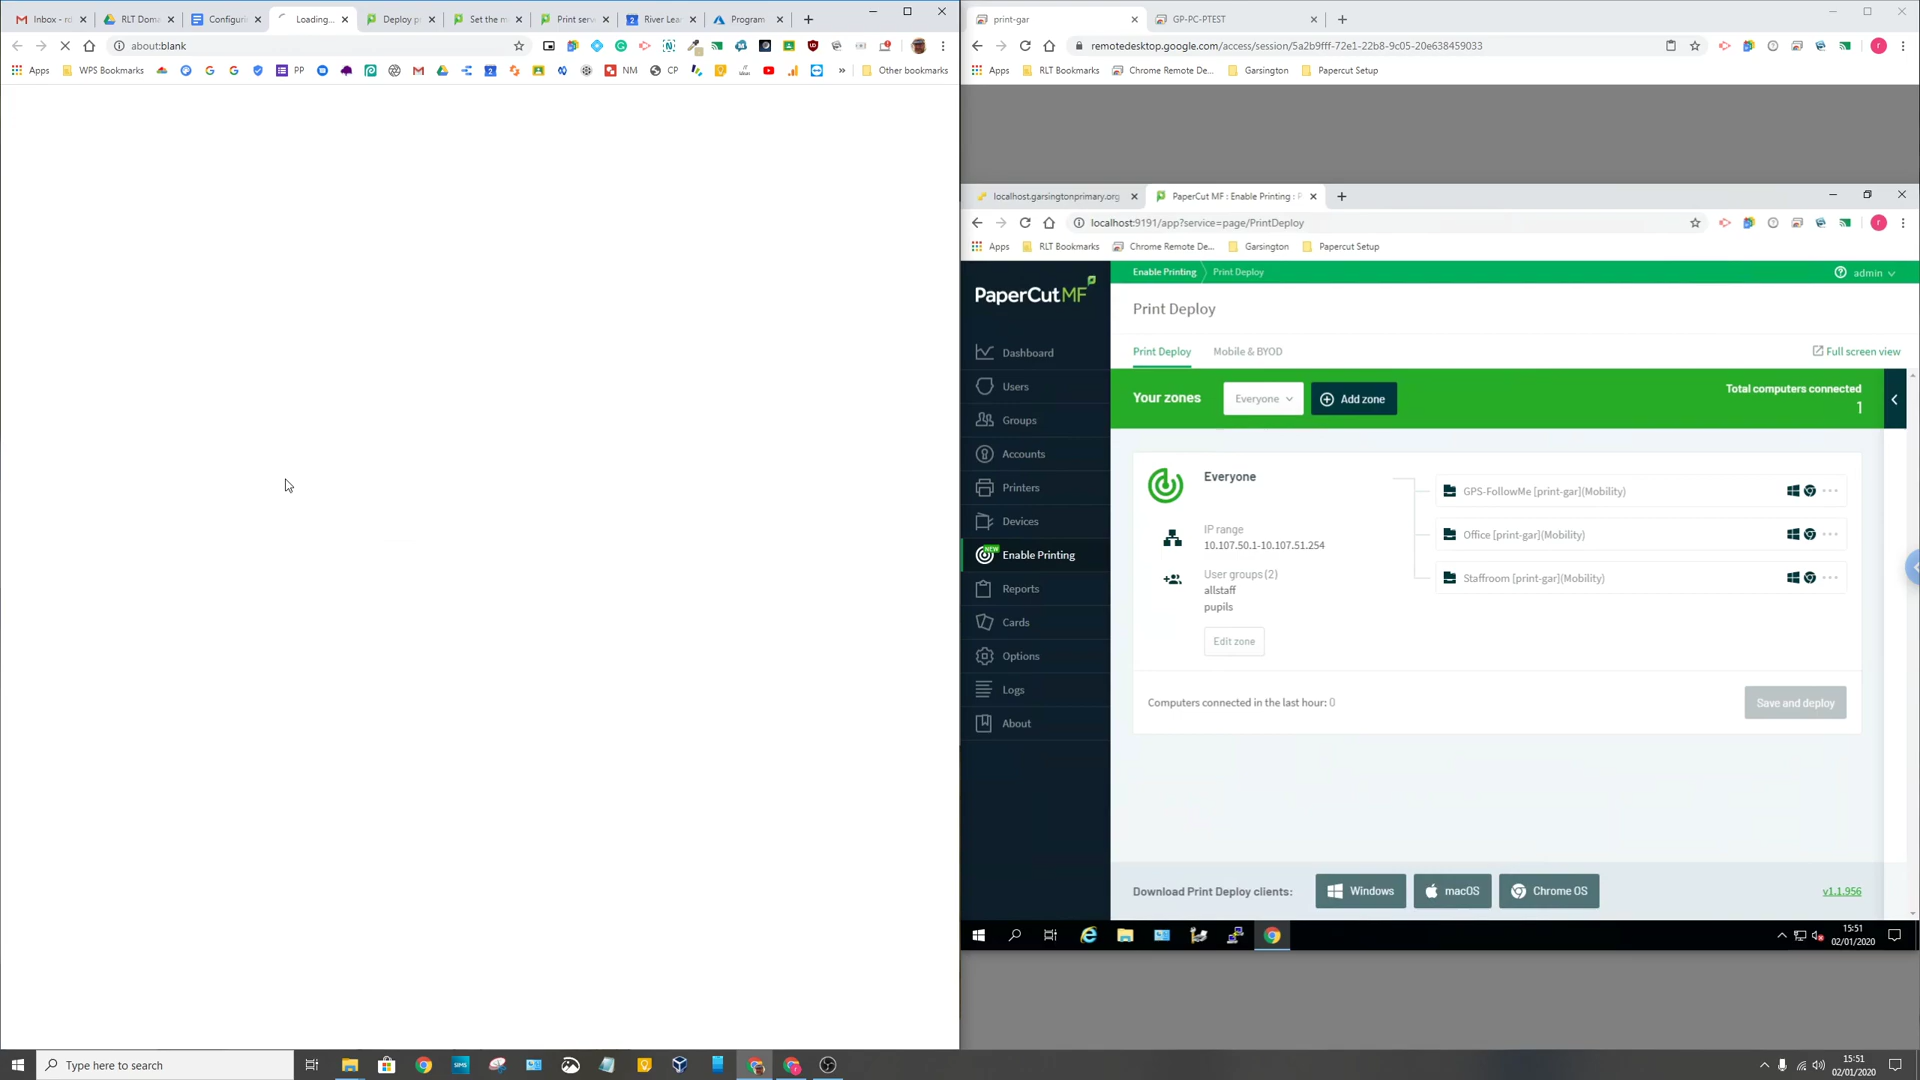 Inbox - rd
RLT Doma
Configuri
Loading...
Deploy p
Set the m
Print serv
River Lea
Program
about:blank
Apps
WPS Bookmarks
PP
NM
CP
Other bookmarks
print-gar
GP-PC-PTEST
remotedesktop.google.com/access/session/5a2b9fff-72e1-22b8-9c05-20e638459033
Apps
RLT Bookmarks
Chrome Remote De...
Garsington
Papercut Setup
localhost.garsingtonprimary.org
PaperCut MF : Enable Printing : P
localhost:9191/app?service=page/PrintDeploy
Apps
RLT Bookmarks
Chrome Remote De...
Garsington
Papercut Setup
PaperCut MF
Enable Printing
Print Deploy
admin
Print Deploy
Print Deploy
Mobile & BYOD
Full screen view
Your zones
Everyone
Add zone
Total computers connected
1
Dashboard
Users
Groups
Accounts
Printers
Devices
NEW
Enable Printing
Reports
Cards
Options
Logs
About
Everyone
IP range
10.107.50.1-10.107.51.254
User groups (2)
allstaff
pupils
Edit zone
GPS-FollowMe [print-gar](Mobility)
Office [print-gar](Mobility)
Staffroom [print-gar](Mobility)
Computers connected in the last hour: 0
Save and deploy
Download Print Deploy clients:
Windows
macOS
Chrome OS
v1.1.956
15:51
02/01/2020
Type here to search
SIMS
15:51
02/01/2020